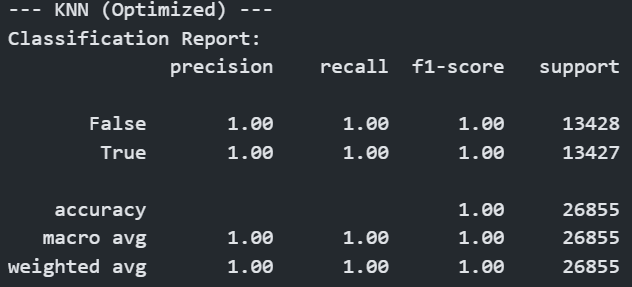 --- KNN (Optimized) ---
Classification Report:
precision recall f1-score support
False 1.00 1.00 1.00 13428
True 1.00 1.00 1.00 13427
accuracy 1.00 26855
macro avg 1.00 1.00 1.00 26855
weighted avg 1.00 1.00 1.00 26855